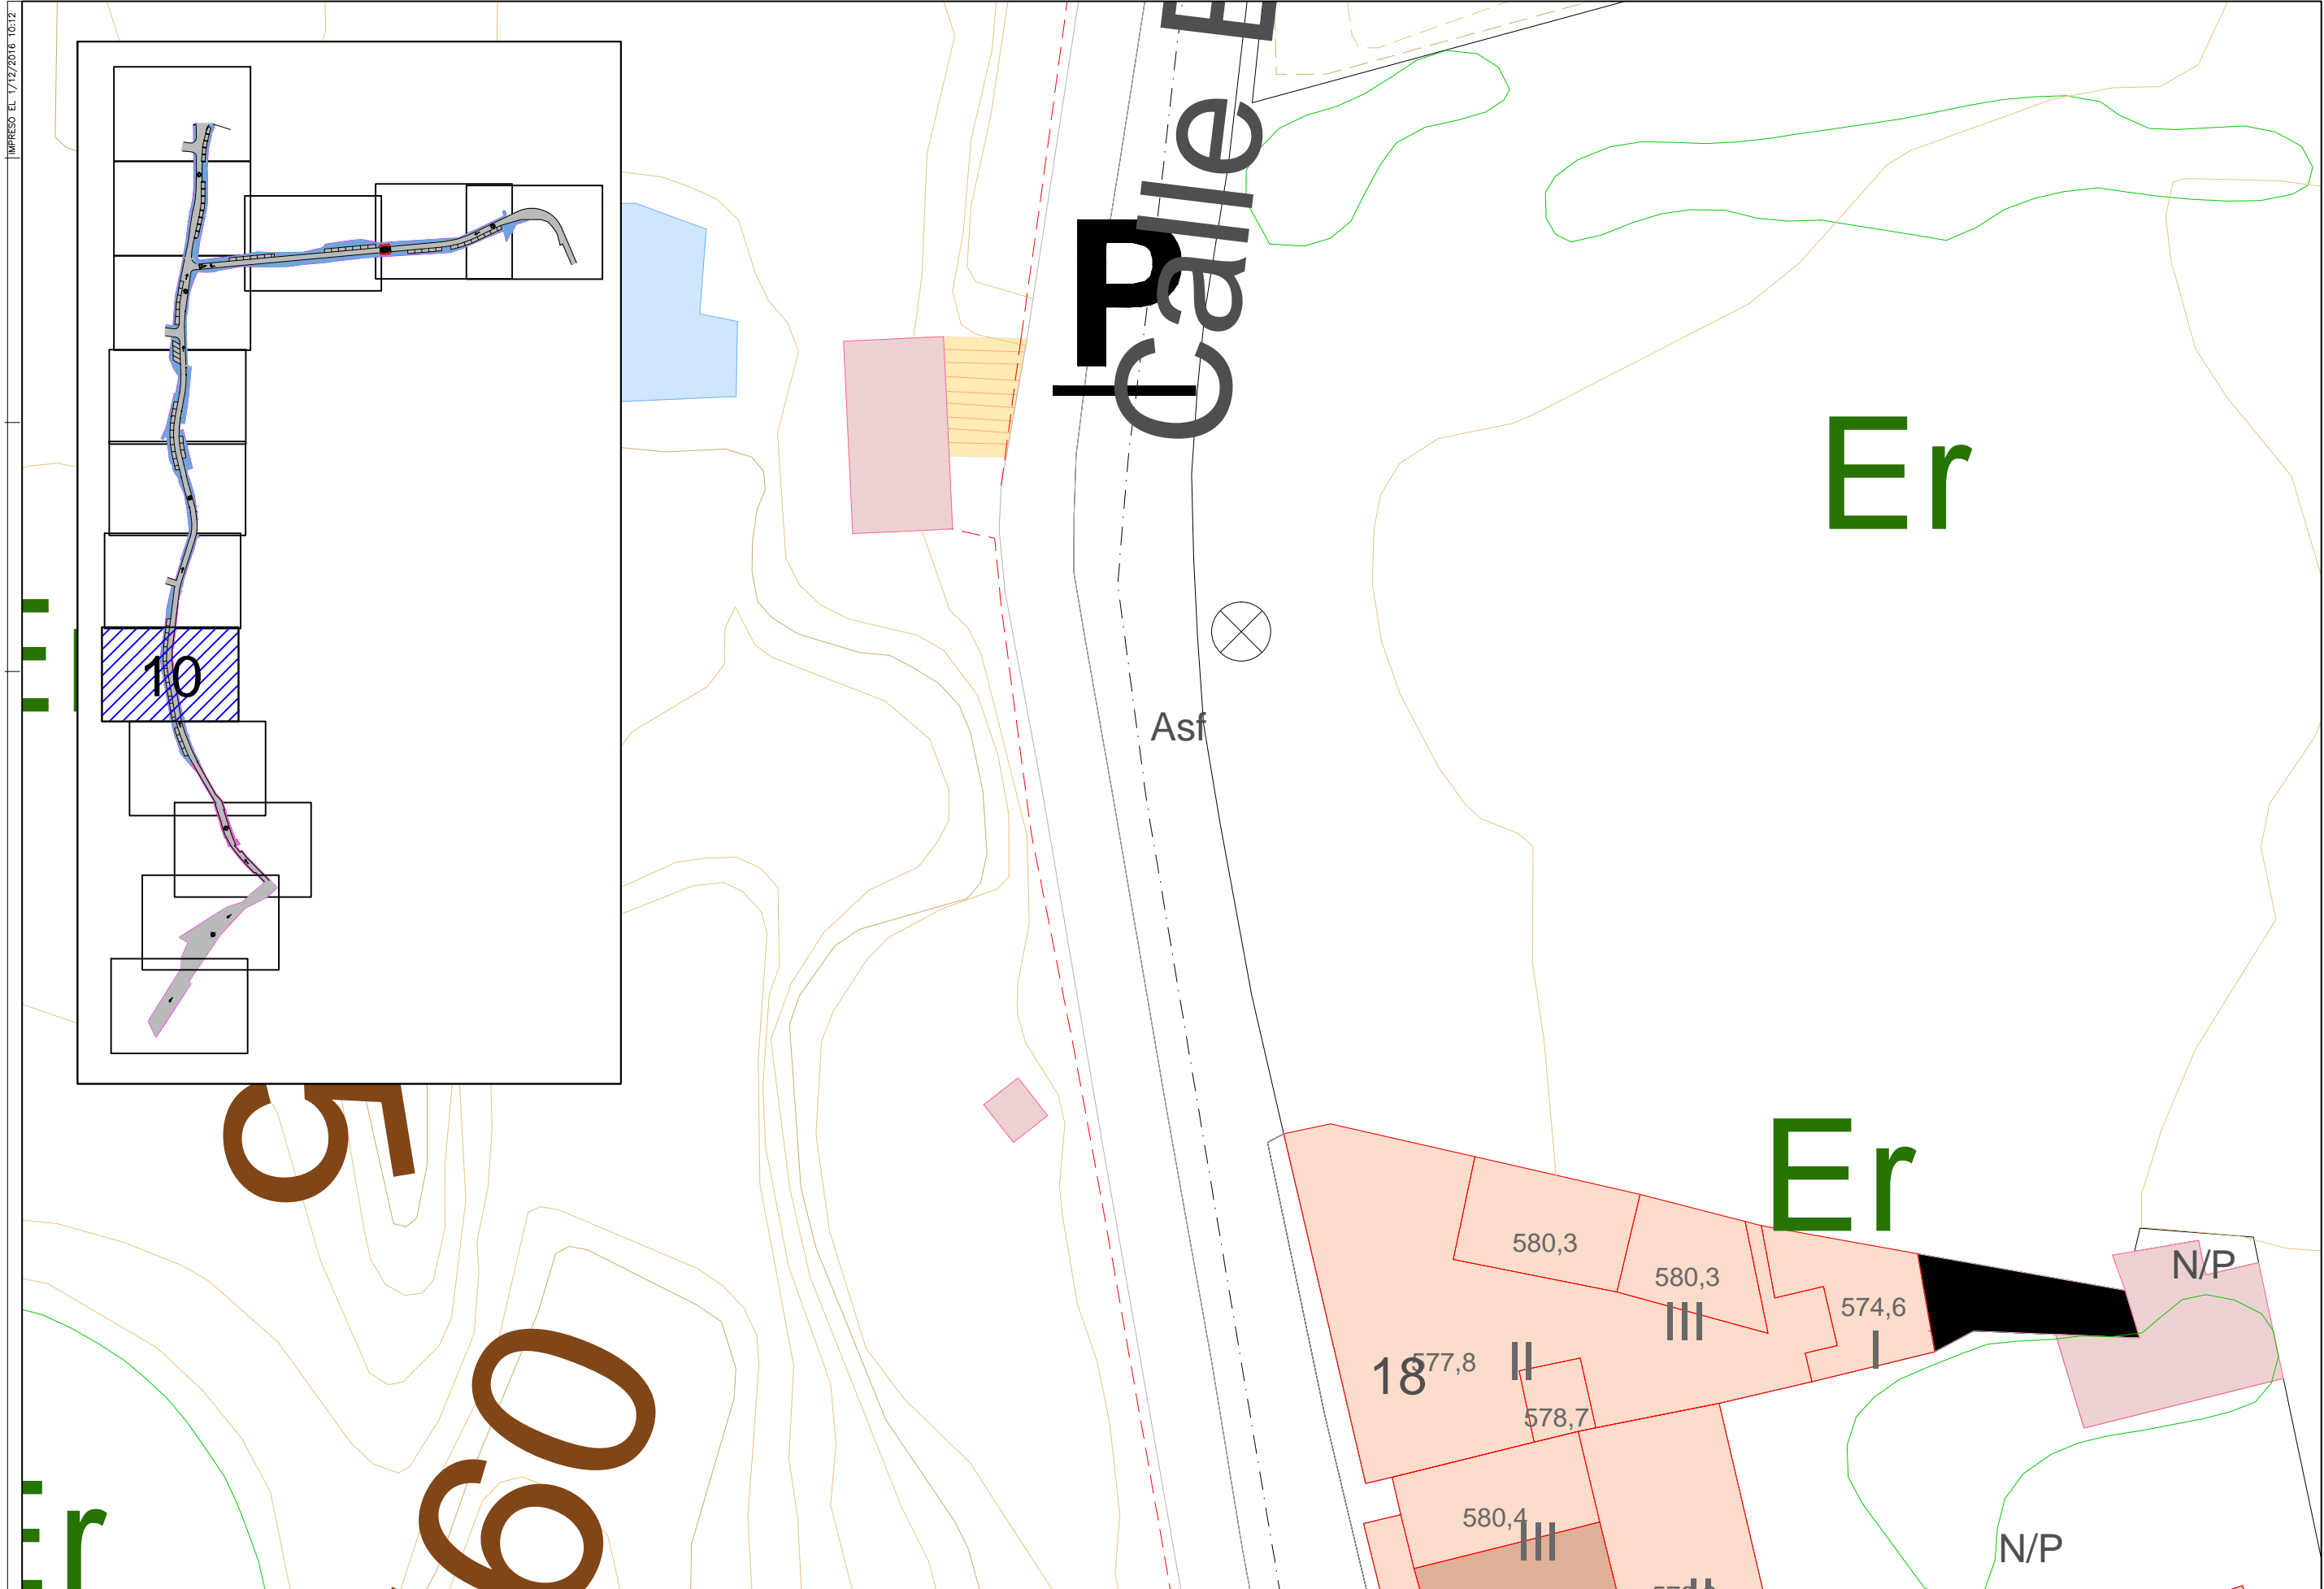 IMPRESO EL 1/12/2016 10:12
Calle
P
Er
10
Asf
Er
N/P
580,3
580,3
III
574,6
I
18
577,8
II
578,7
60
580,4
III
N/P
Er
II